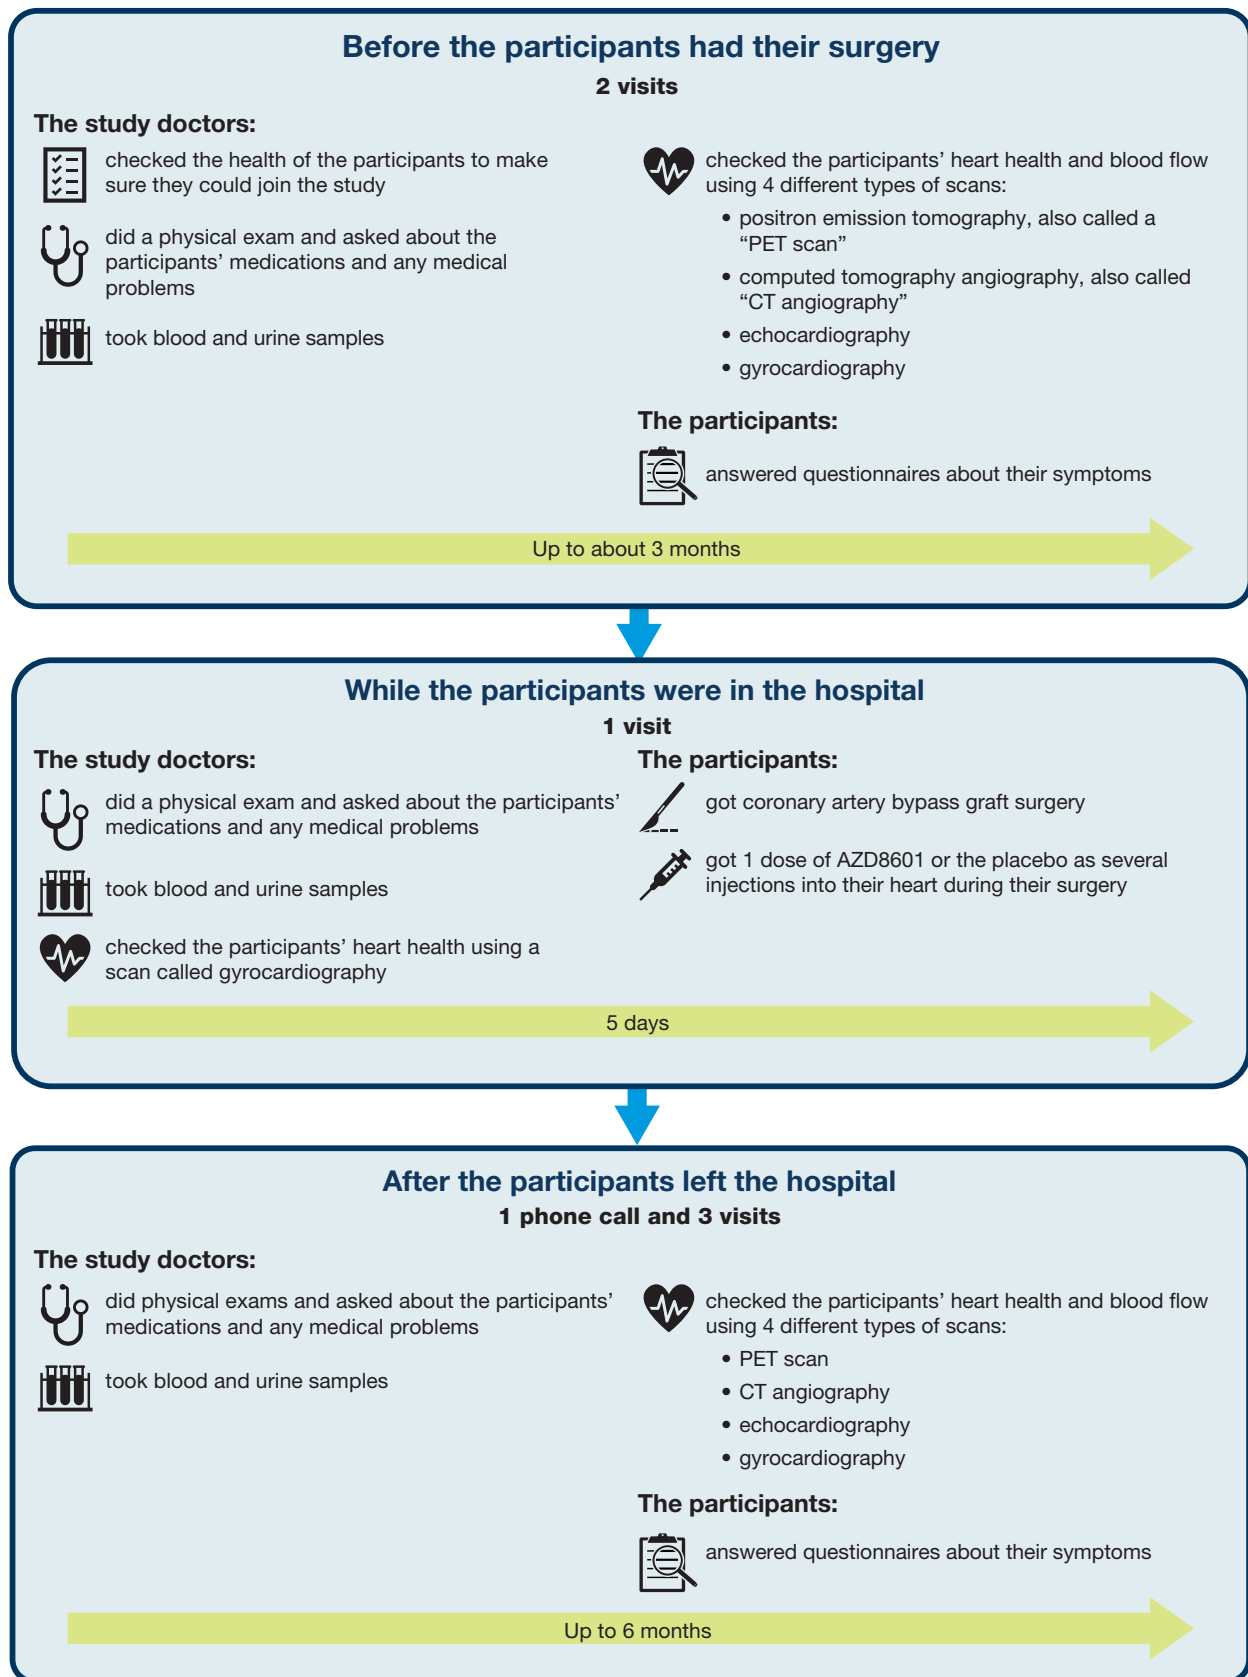 Before the participants had their surgery
2 visits
The study doctors:
checked the health of the participants to make
sure they could join the study
did a physical exam and asked about the
participants’ medications and any medical
problems
took blood and urine samples
checked the participants’ heart health and blood flow
using 4 different types of scans:
• positron emission tomography, also called a
“PET scan”
• computed tomography angiography, also called
“CT angiography”
• echocardiography
• gyrocardiography
The participants:
answered questionnaires about their symptoms
Up to about 3 months
While the participants were in the hospital
1 visit
The study doctors:
did a physical exam and asked about the participants’
medications and any medical problems
took blood and urine samples
checked the participants’ heart health using a
scan called gyrocardiography
The participants:
got coronary artery bypass graft surgery
got 1 dose of AZD8601 or the placebo as several
injections into their heart during their surgery
5 days
After the participants left the hospital
1 phone call and 3 visits
The study doctors:
did physical exams and asked about the participants’
medications and any medical problems
took blood and urine samples
checked the participants’ heart health and blood flow
using 4 different types of scans:
• PET scan
• CT angiography
• echocardiography
• gyrocardiography
The participants:
answered questionnaires about their symptoms
Up to 6 months